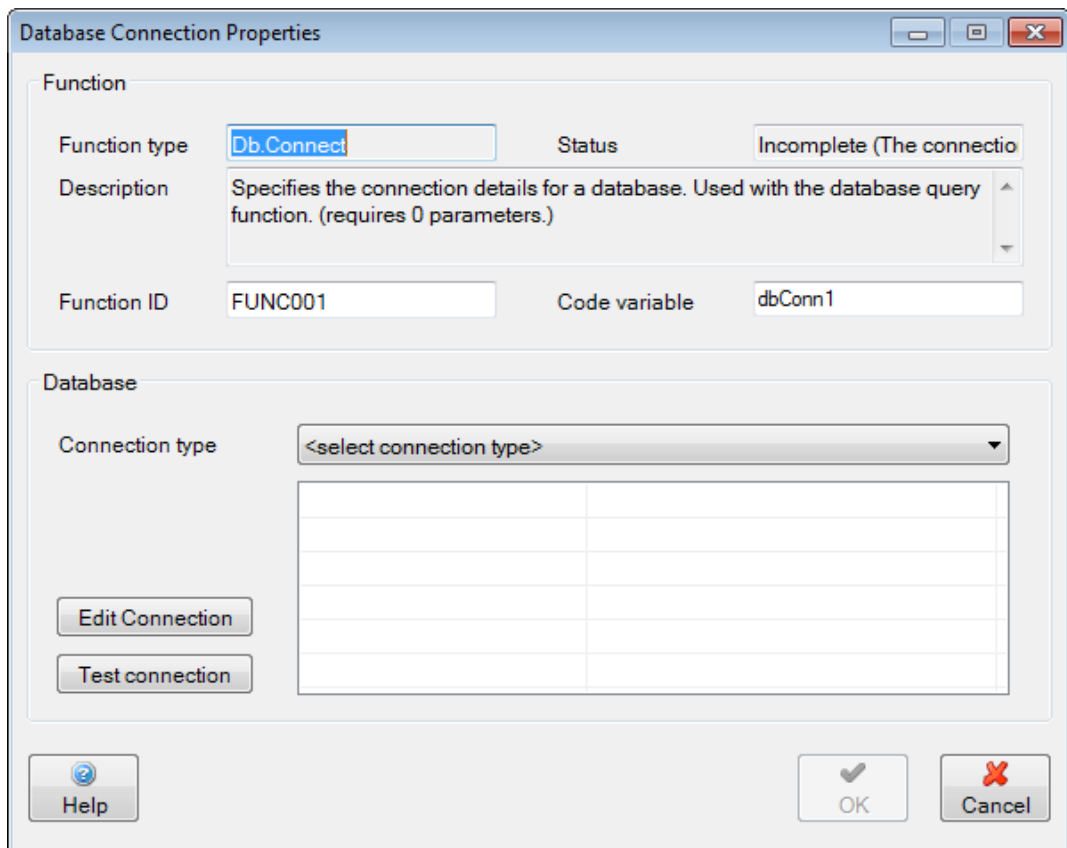 Database Connection Properties
Function
Function type Db.Connect Status Incomplete (The connectio
Description Specifies the connection details for a database. Used with the database query
function. (requires 0 parameters.)
Function ID FUNC001 Code variable dbConn1
Database
Connection type <select connection type>
Edit Connection
Test connection
Help OK Cancel